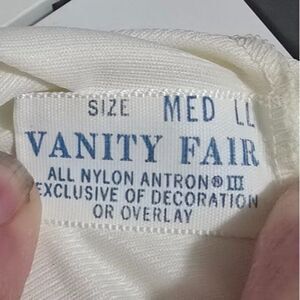 SIZE MED LL
VANITY FAIR
ALL NYLON ANTRON® III
EXCLUSIVE OF DECORATION
OR OVERLAY